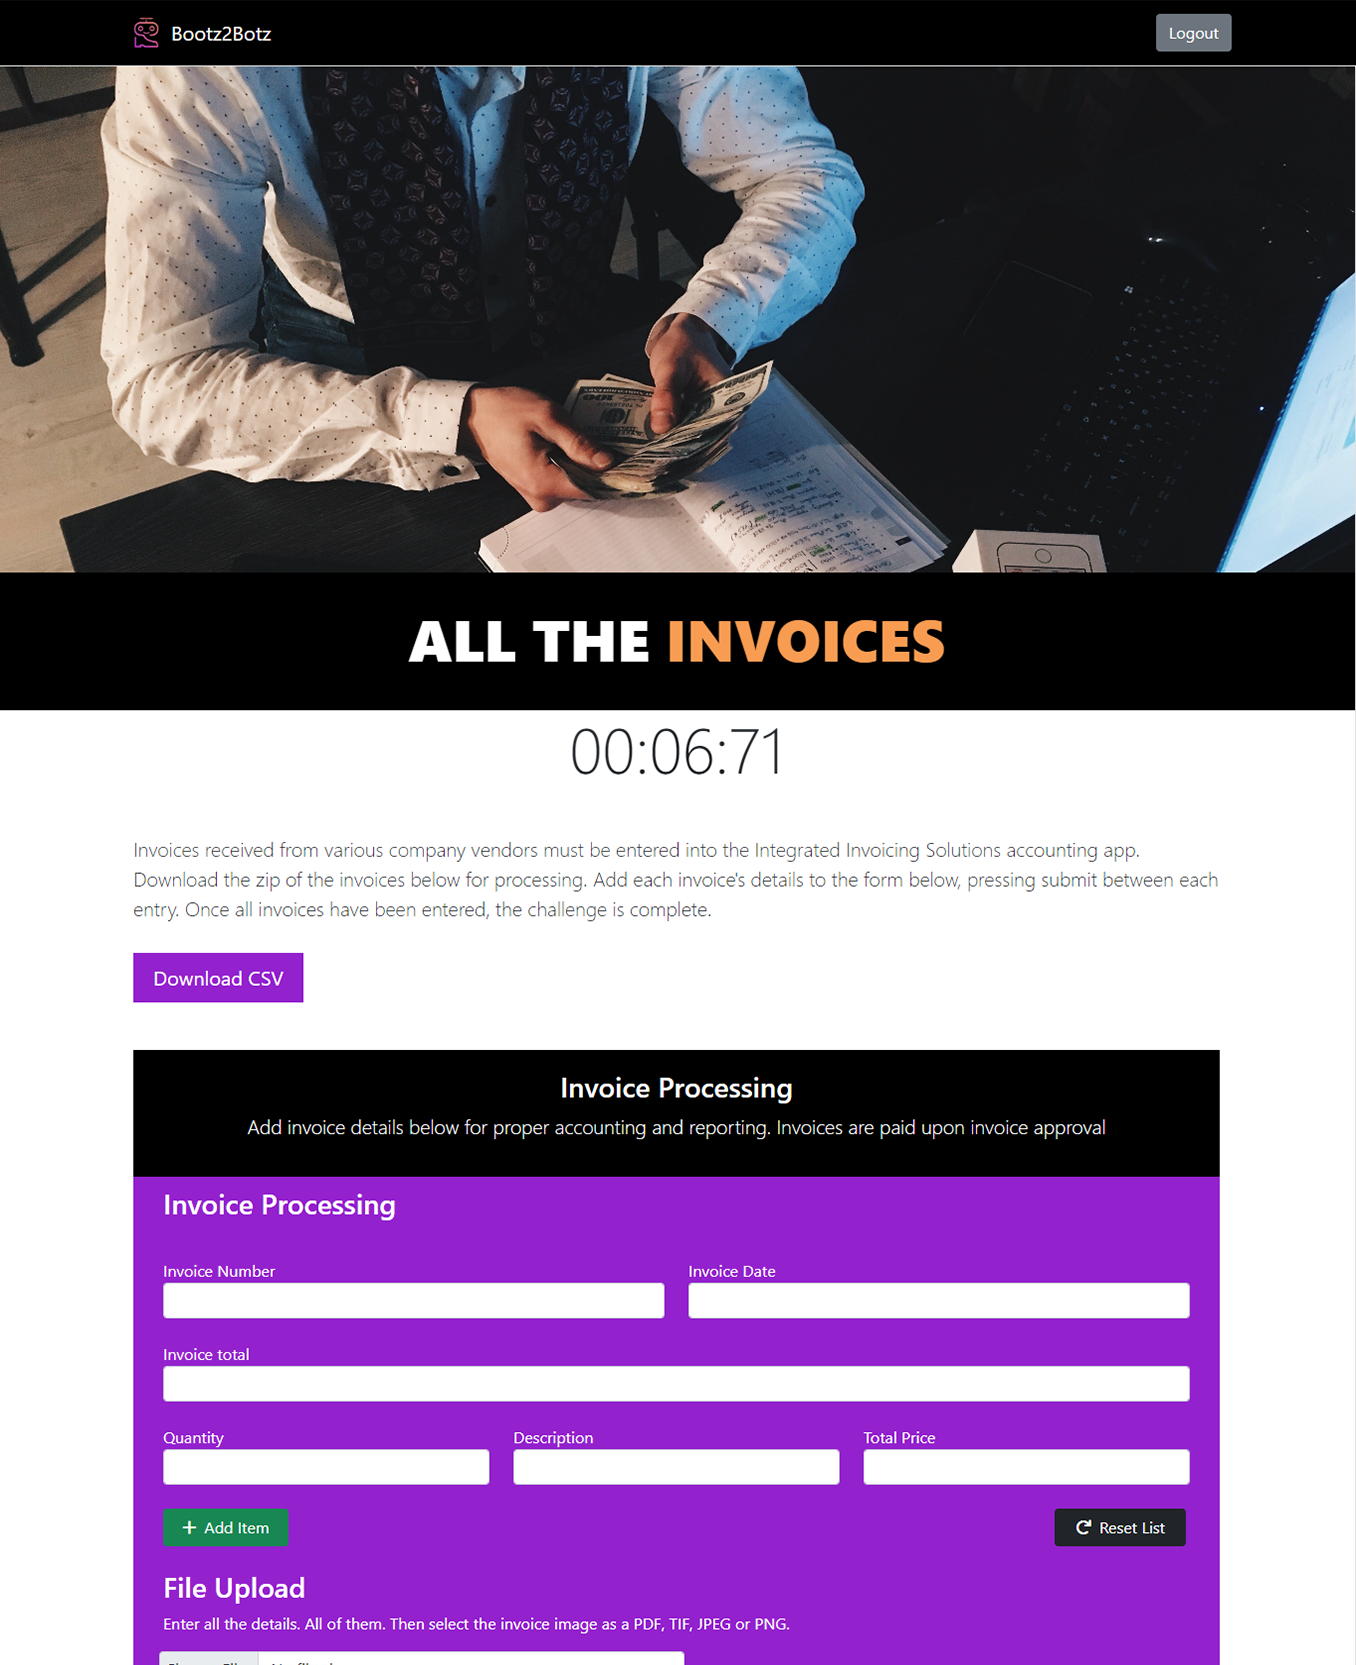 Bootz2Botz
Logout
ALL THE INVOICES
00:06:71
Invoices received from various company vendors must be entered into the Integrated Invoicing Solutions accounting app.
Download the zip of the invoices below for processing. Add each invoice's details to the form below, pressing submit between each
entry. Once all invoices have been entered, the challenge is complete.
Download CSV
Invoice Processing
Add invoice details below for proper accounting and reporting. Invoices are paid upon invoice approval
Invoice Processing
Invoice Number
Invoice Date
Invoice total
Quantity
Description
Total Price
Add Item
Reset List
File Upload
Enter all the details. All of them. Then select the invoice image as a PDF, TIF, JPEG or PNG.